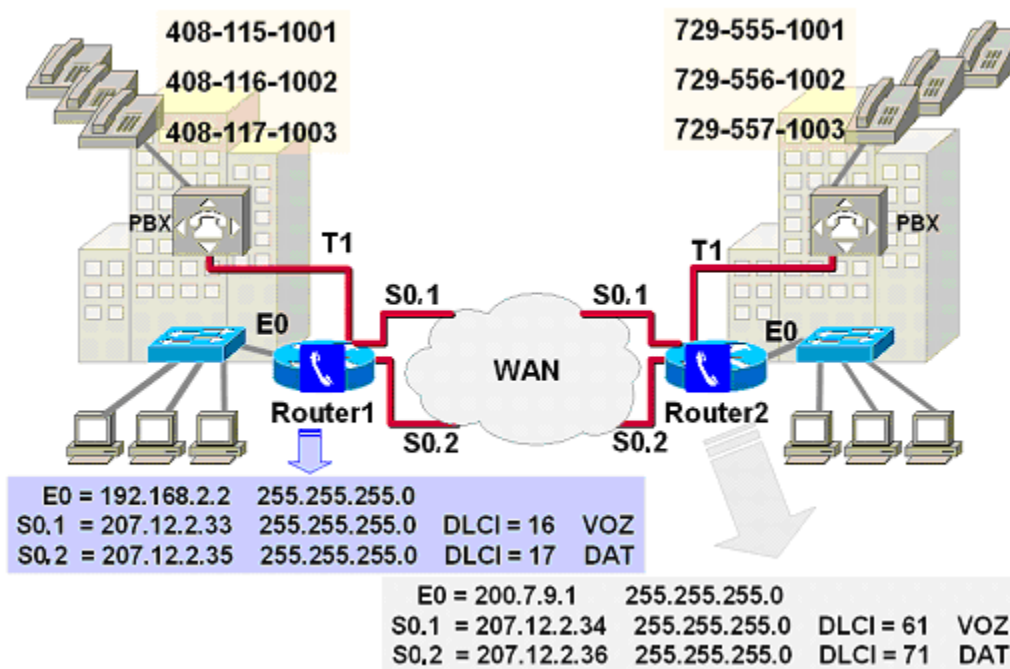 408-115-1001
408-116-1002
408-117-1003
729-555-1001
729-556-1002
729-557-1003
PBX
PBX
T1
T1
S0.1
S0.1
E0
E0
WAN
Router1
Router2
S0.2
S0.2
E0 = 192.168.2.2 255.255.255.0
S0.1 = 207.12.2.33 255.255.255.0 DLCI = 16 VOZ
S0.2 = 207.12.2.35 255.255.255.0 DLCI = 17 DAT
E0 = 200.7.9.1 255.255.255.0
S0.1 = 207.12.2.34 255.255.255.0 DLCI = 61 VOZ
S0.2 = 207.12.2.36 255.255.255.0 DLCI = 71 DAT